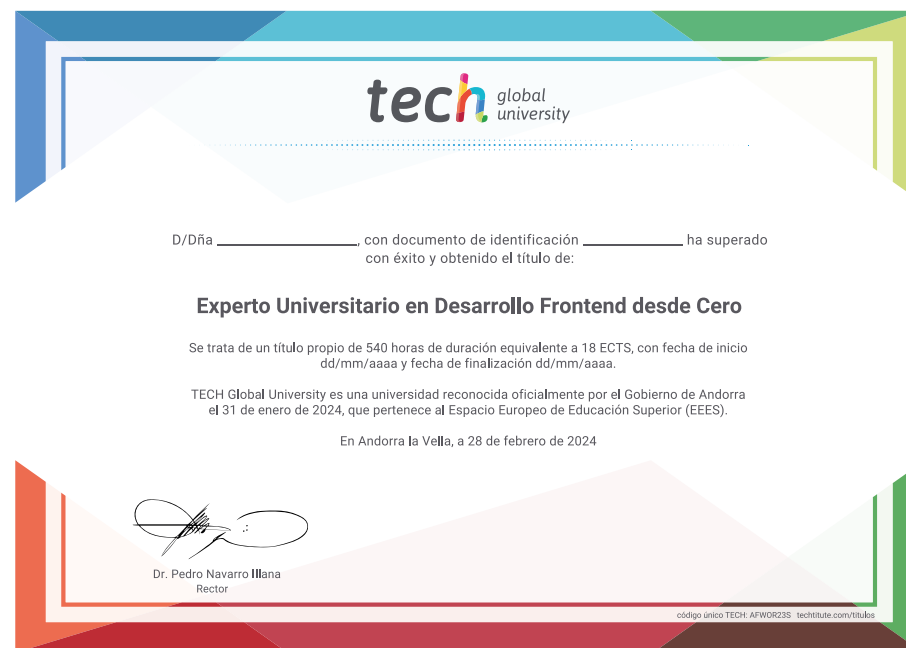 tech global university
D/Dña ____________, con documento de identificación ____________ ha superado
con éxito y obtenido el título de:
Experto Universitario en Desarrollo Frontend desde Cero
Se trata de un título propio de 540 horas de duración equivalente a 18 ECTS, con fecha de inicio
dd/mm/aaaa y fecha de finalización dd/mm/aaaa.
TECH Global University es una universidad reconocida oficialmente por el Gobierno de Andorra
el 31 de enero de 2024, que pertenece al Espacio Europeo de Educación Superior (EEES).
En Andorra la Vella, a 28 de febrero de 2024
Dr. Pedro Navarro Illana
Rector
código único TECH: AFWOR23S techtitute.com/titulos